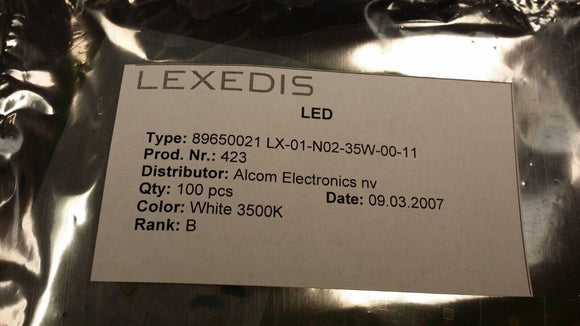 LEXEDIS
LED
Type: 89650021 LX-01-N02-35W-00-11
Prod. Nr.: 423
Distributor: Alcom Electronics nv
Qty: 100 pcs Date: 09.03.2007
Color: White 3500K
Rank: B